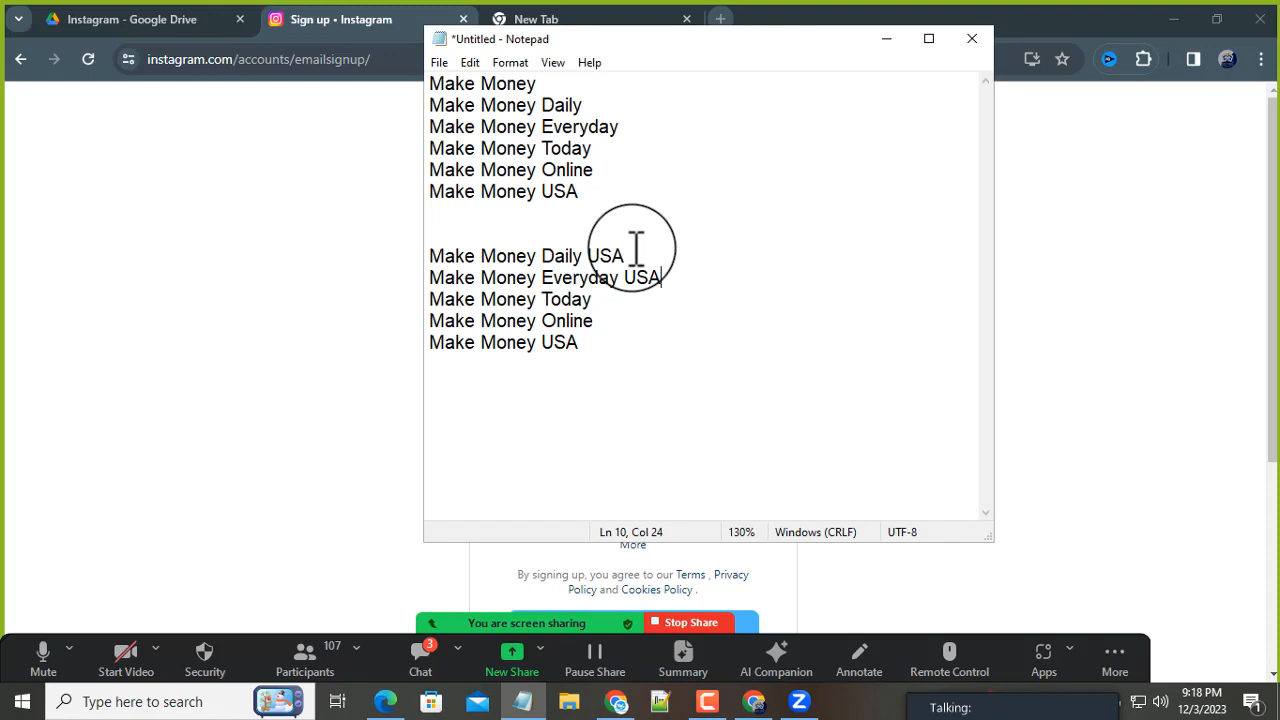 Instagram - Google Drive
Sign up • Instagram
New Tab
instagram.com/accounts/emailsignup/
*Untitled - Notepad
File Edit Format View Help
Make Money
Make Money Daily
Make Money Everyday
Make Money Today
Make Money Online
Make Money USA
Make Money Daily USA
Make Money Everyday USA
Make Money Today
Make Money Online
Make Money USA
Ln 10, Col 24 130% Windows (CRLF) UTF-8
More
By signing up, you agree to our Terms , Privacy
Policy and Cookies Policy .
You are screen sharing Stop Share
107
3
Mute Start Video Security Participants Chat New Share Pause Share Summary AI Companion Annotate Remote Control Apps More
Type here to search
9:18 PM
12/3/2023
1
Talking: